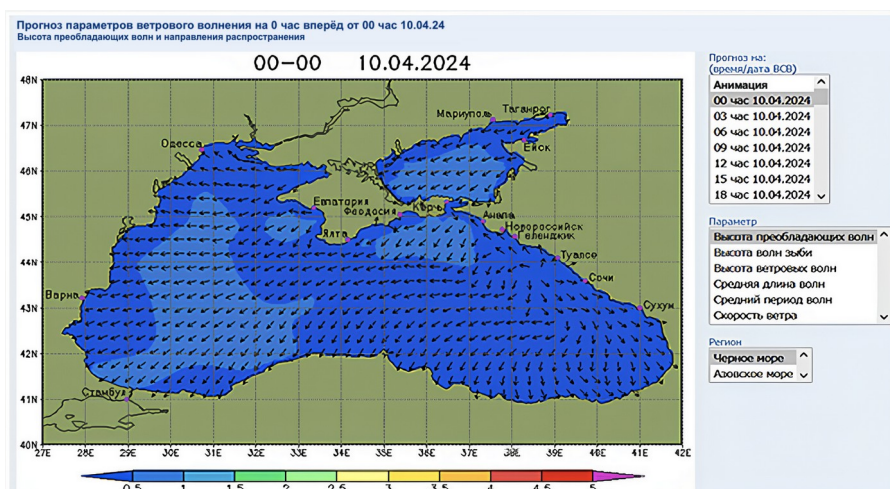 Прогноз параметров ветрового волнения на 0 час вперёд от 00 час 10.04.24
Высота преобладающих волн и направления распространения
00-00 10.04.2024
48N
47N
46N
45N
44N
43N
42N
41N
40N
Таганрог
Мариуполь
Одесса
Ейск
Евпатория
Феодосия
Керчь
Анапа
Новороссийск
Геленджик
Ялта
Туапсе
Сочи
Варна
Сухум
Стамбул
27E 28E 29E 30E 31E 32E 33E 34E 35E 36E 37E 38E 39E 40E 41E 42E
0.5 1 1.5 2 2.5 3 3.5 4 4.5 5
Прогноз на:
(время/дата ВСВ)
Анимация
00 час 10.04.2024
03 час 10.04.2024
06 час 10.04.2024
09 час 10.04.2024
12 час 10.04.2024
15 час 10.04.2024
18 час 10.04.2024
Параметр
Высота преобладающих волн
Высота волн зыби
Высота ветровых волн
Средняя длина волн
Средний период волн
Скорость ветра
Регион
Черное море
Азовское море